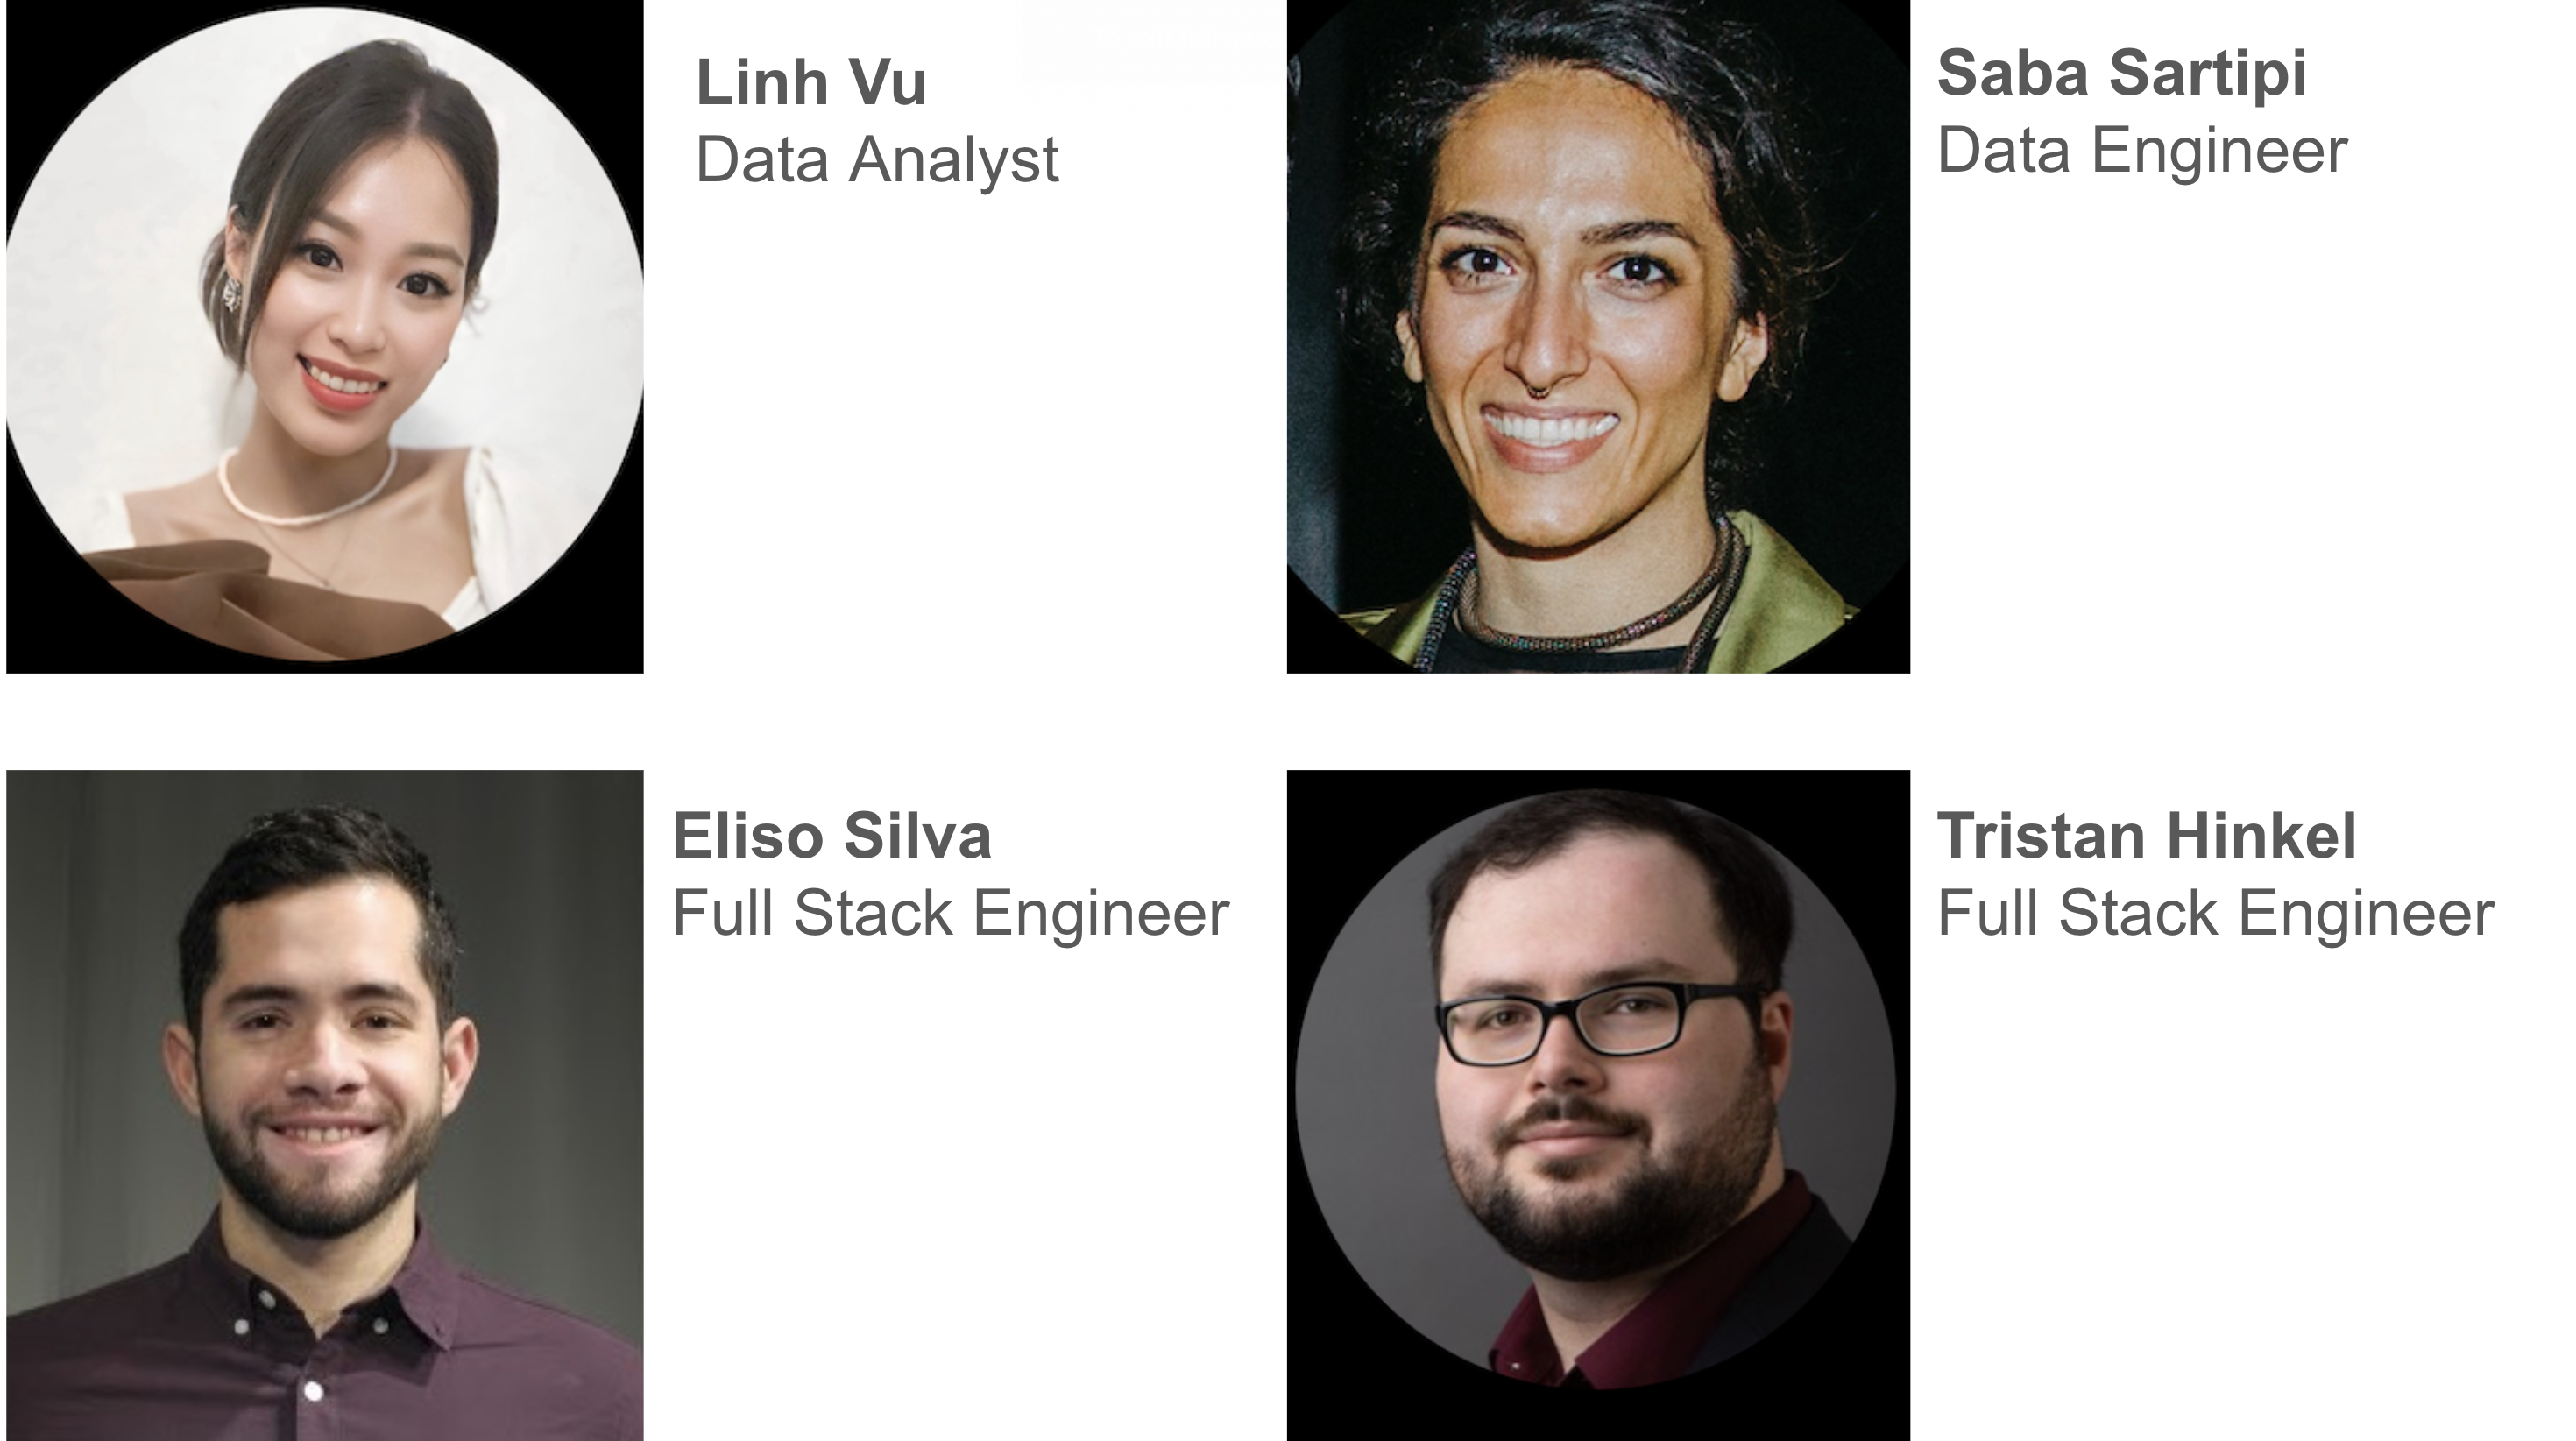 Linh Vu
Data Analyst
Saba Sartipi
Data Engineer
Eliso Silva
Full Stack Engineer
Tristan Hinkel
Full Stack Engineer